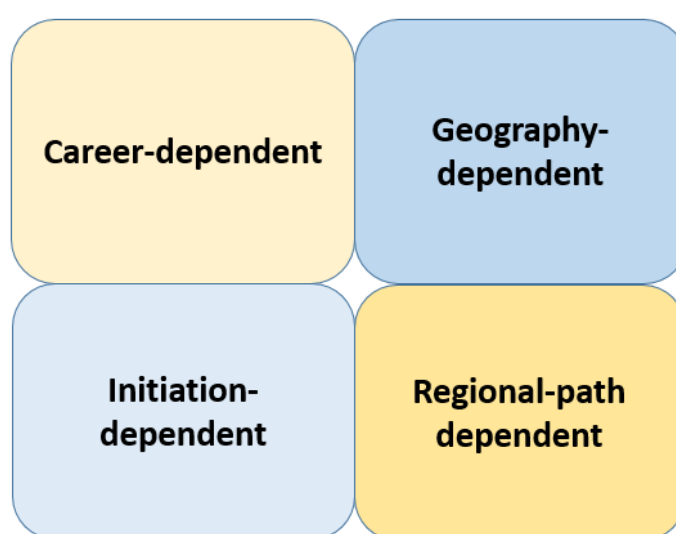 Career-dependent
Geography-
dependent
Initiation-
dependent
Regional-path
dependent